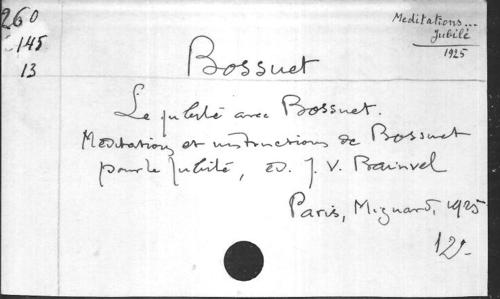 260
145
13
Meditations...
Jubilé
1925
Bossuet
Le jubilé avec Bossuet.
Meditations et instructions de Bossuet
pour le Jubilé, ed. J. V. Bainvel
Paris, Mignard, 1925
12-